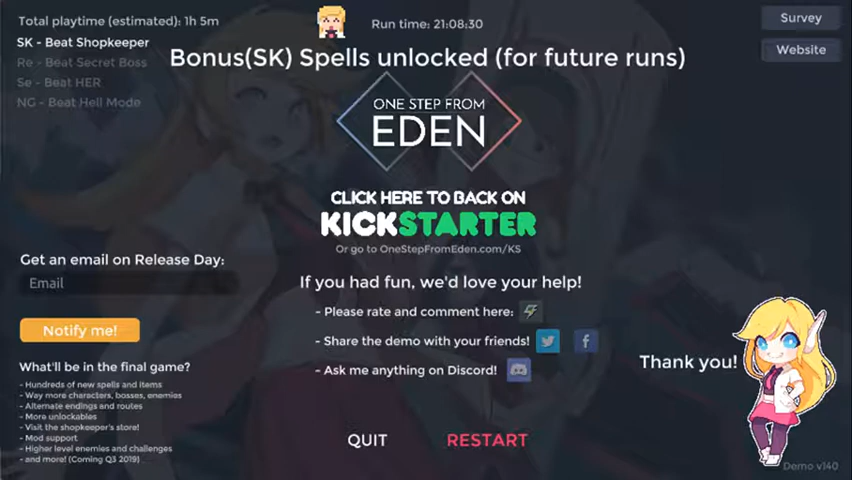 Total playtime (estimated): 1h 5m
Run time: 21:08:30
Survey
SK - Beat Shopkeeper
Bonus(SK) Spells unlocked (for future runs)
Website
Re - Beat Secret Boss
Se - Beat HER
NG - Beat Hell Mode
ONE STEP FROM
EDEN
CLICK HERE TO BACK ON
KICKSTARTER
Or go to OneStepFromEden.com/KS
Get an email on Release Day:
Email
Notify me!
If you had fun, we'd love your help!
- Please rate and comment here:
- Share the demo with your friends!
- Ask me anything on Discord!
Thank you!
What'll be in the final game?
- Hundreds of new spells and items
- Way more characters, bosses, enemies
- Alternate endings and routes
- More unlockables
- Visit the shopkeeper's store!
- Mod support
- Higher level enemies and challenges
- and more! (Coming Q3 2019)
QUIT
RESTART
Demo v140